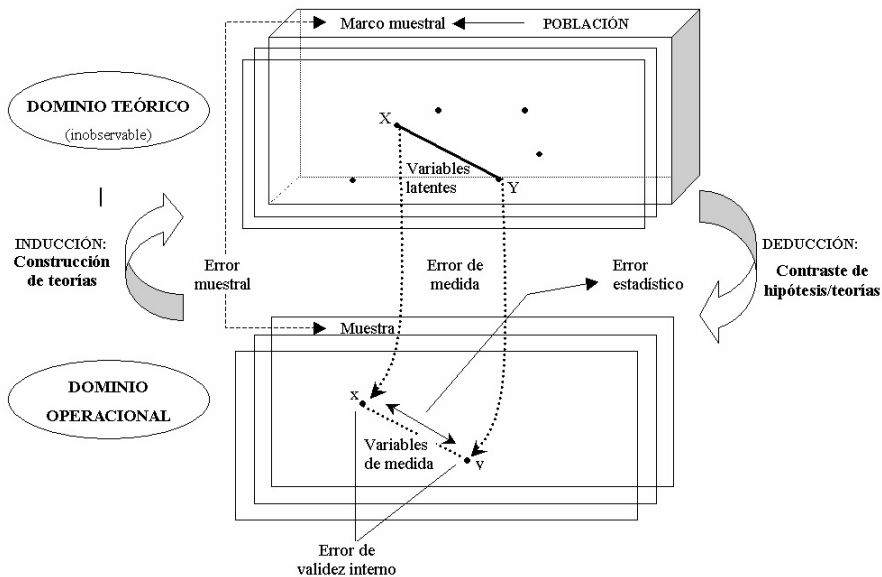 Marco muestral
POBLACIÓN
DOMINIO TEÓRICO
(inobservable)
X
Variables
latentes
Y
INDUCCIÓN:
Construcción
de teorías
Error
muestral
Error de
medida
Error
estadístico
DEDUCCIÓN:
Contraste de
hipótesis/teorías
Muestra
DOMINIO
OPERACIONAL
x
Variables
de medida
y
Error de
validez interno